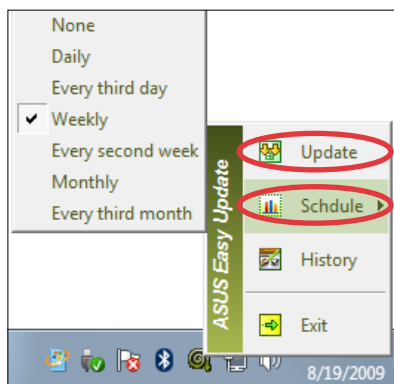 None
Daily
Every third day
Weekly
Every second week
Monthly
Every third month
ASUS Easy Update
Update
Schdule
History
Exit
8/19/2009